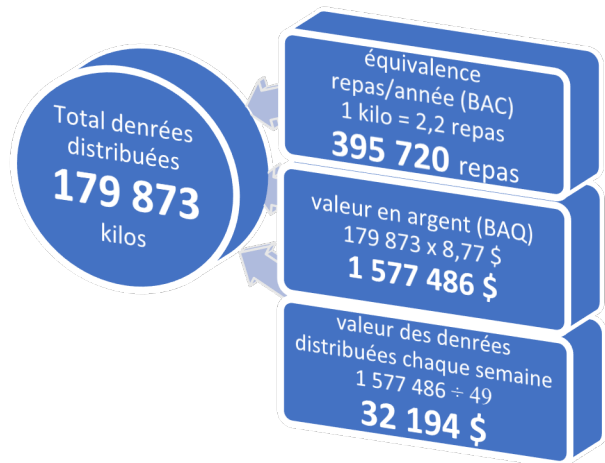 Total denrées
distribuées
179 873
kilos
équivalence
repas/année (BAC)
1 kilo = 2,2 repas
395 720 repas
valeur en argent (BAQ)
179 873 x 8,77 $
1 577 486 $
valeur des denrées
distribuées chaque semaine
1 577 486 ÷ 49
32 194 $